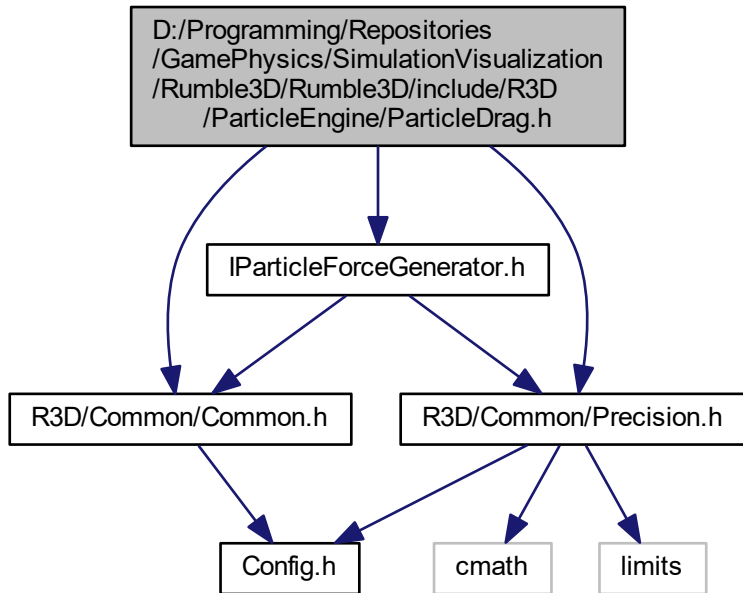 D:/Programming/Repositories
/GamePhysics/SimulationVisualization
/Rumble3D/Rumble3D/include/R3D
/ParticleEngine/ParticleDrag.h
IParticleForceGenerator.h
R3D/Common/Common.h
R3D/Common/Precision.h
Config.h
cmath
limits